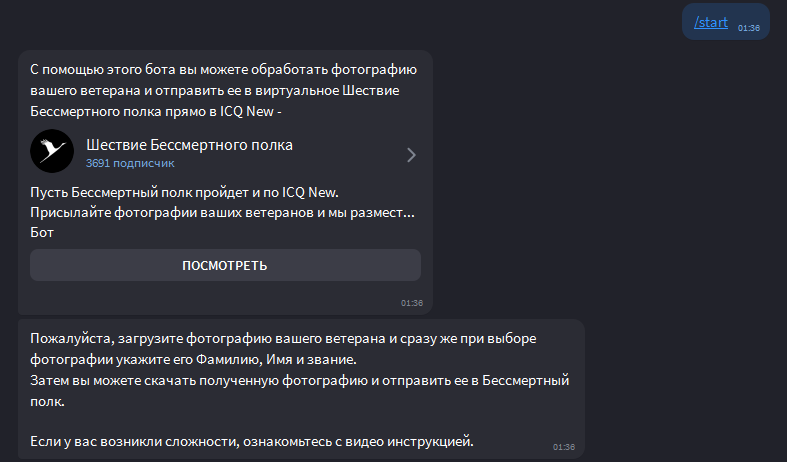 /start
01:36
С помощью этого бота вы можете обработать фотографию
вашего ветерана и отправить ее в виртуальное Шествие
Бессмертного полка прямо в ICQ New -
Шествие Бессмертного полка
3691 подписчик
Пусть Бессмертный полк пройдет и по ICQ New.
Присылайте фотографии ваших ветеранов и мы размест...
Бот
ПОСМОТРЕТЬ
01:36
Пожалуйста, загрузите фотографию вашего ветерана и сразу же при выборе
фотографии укажите его Фамилию, Имя и звание.
Затем вы можете скачать полученную фотографию и отправить ее в Бессмертный
полк.
Если у вас возникли сложности, ознакомьтесь с видео инструкцией.
01:36